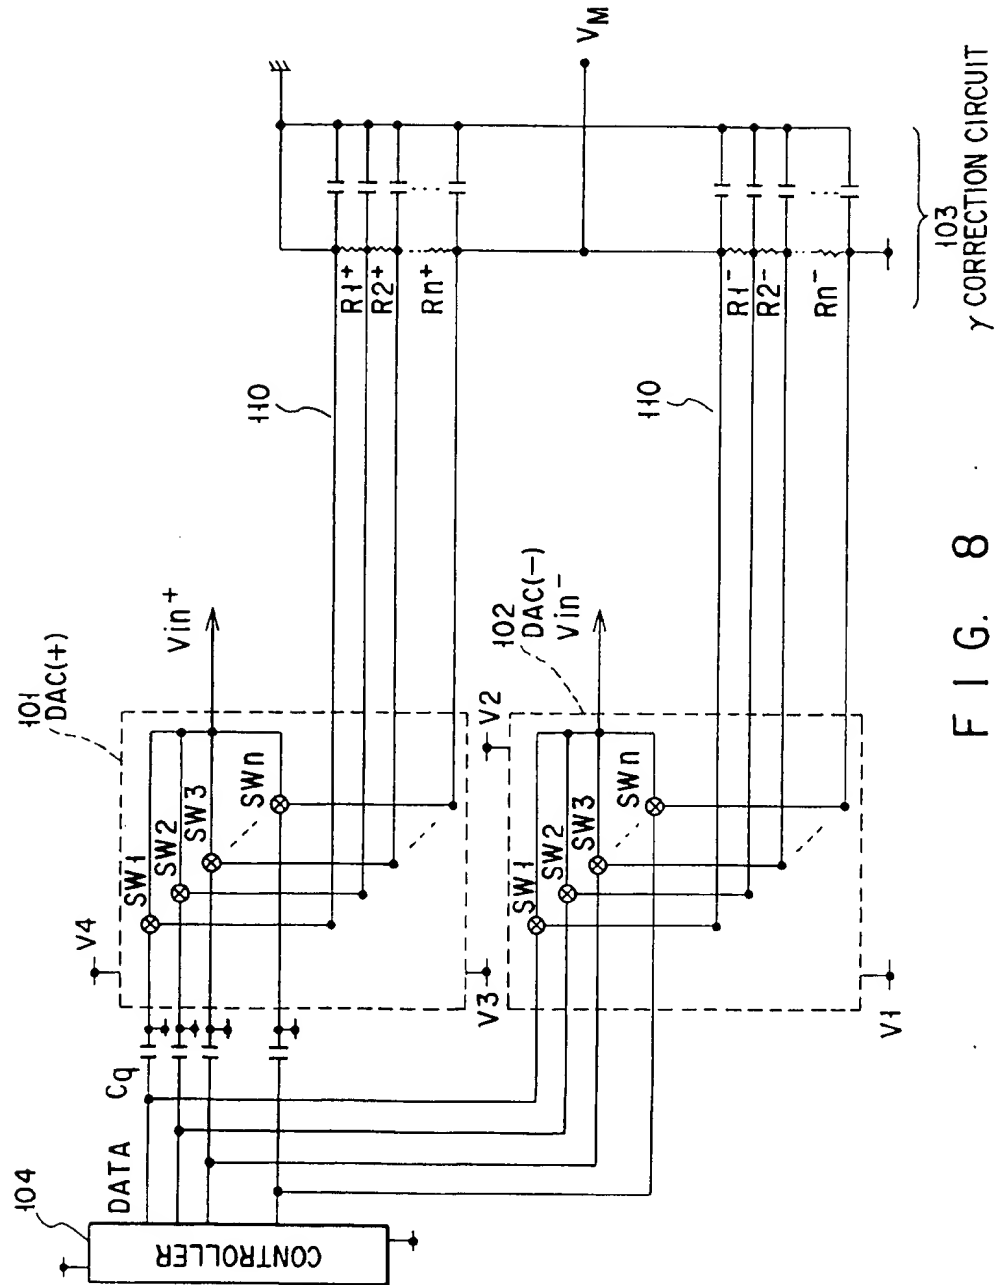 104
CONTROLLER
DATA
Cq
V4
101
DAC(+)
SW1
SW2
SW3
SWn
Vin+
V3
V2
102
DAC(−)
Vin−
SW1
SW2
SW3
SWn
V1
110
R1+
R2+
Rn+
VM
110
R1−
R2−
Rn−
103
γ CORRECTION CIRCUIT
FIG. 8